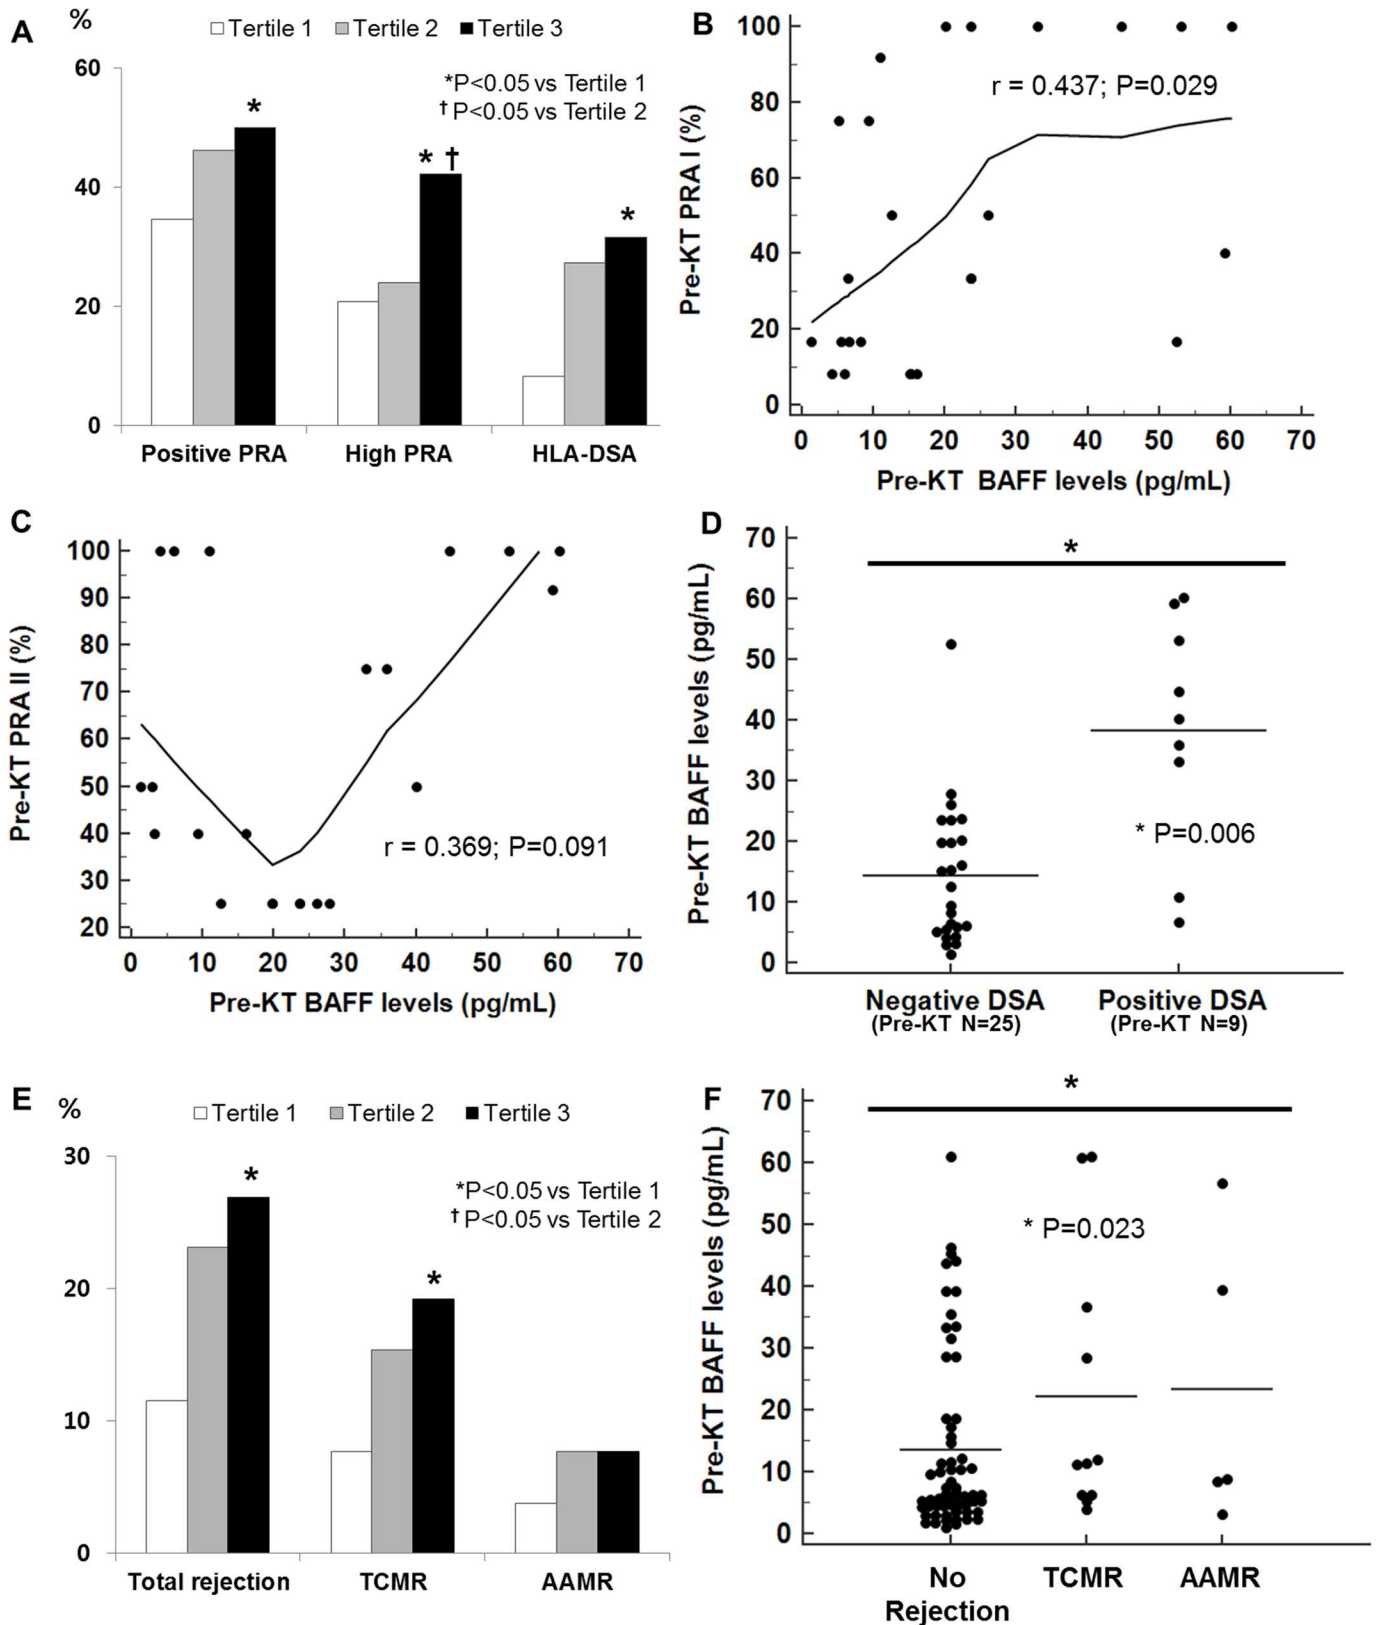 A
%
Tertile 1 Tertile 2 Tertile 3
*P<0.05 vs Tertile 1
† P<0.05 vs Tertile 2
60
40
20
0
*
* †
*
Positive PRA High PRA HLA-DSA
B
Pre-KT PRA I (%)
100
80
60
40
20
0
r = 0.437; P=0.029
0 10 20 30 40 50 60 70
Pre-KT BAFF levels (pg/mL)
C
Pre-KT PRA II (%)
100
90
80
70
60
50
40
30
20
r = 0.369; P=0.091
0 10 20 30 40 50 60 70
Pre-KT BAFF levels (pg/mL)
D
Pre-KT BAFF levels (pg/mL)
70
60
50
40
30
20
10
0
*
* P=0.006
Negative DSA Positive DSA
(Pre-KT N=25) (Pre-KT N=9)
E
%
Tertile 1 Tertile 2 Tertile 3
*P<0.05 vs Tertile 1
† P<0.05 vs Tertile 2
30
20
10
0
*
*
Total rejection TCMR AAMR
F
Pre-KT BAFF levels (pg/mL)
70
60
50
40
30
20
10
0
*
* P=0.023
No TCMR AAMR
Rejection